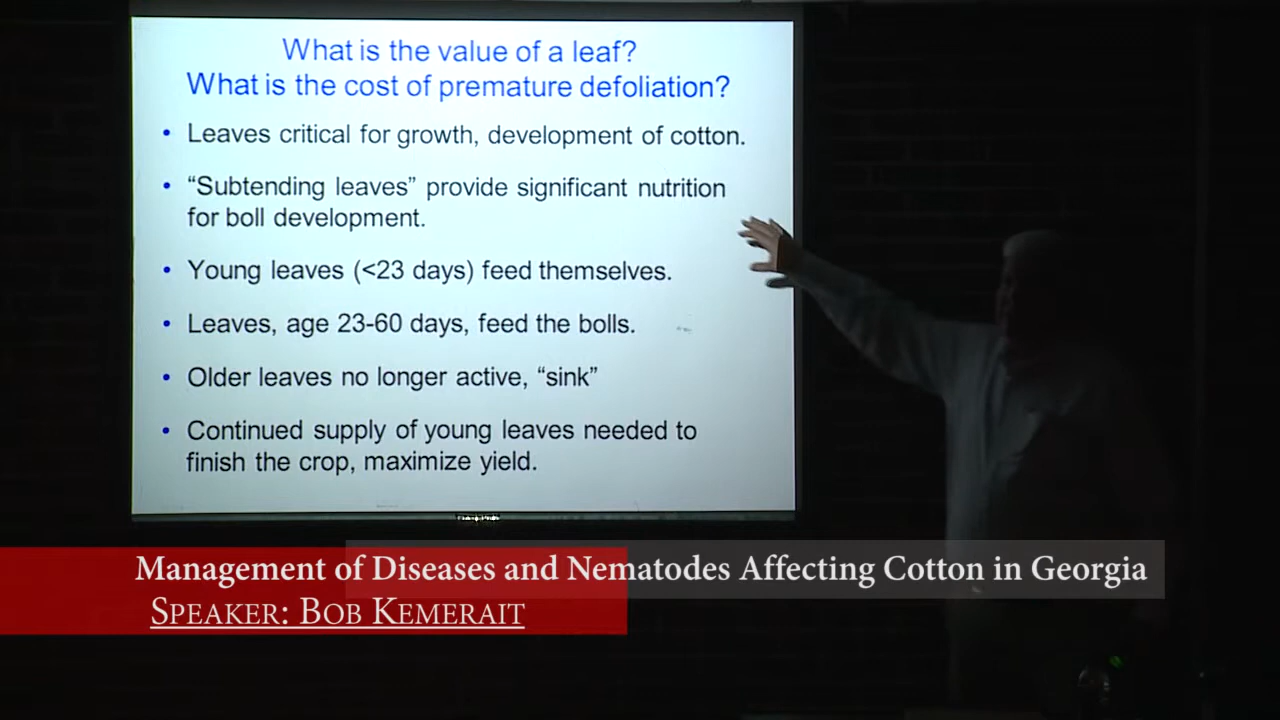 What is the value of a leaf?
What is the cost of premature defoliation?
• Leaves critical for growth, development of cotton.
• “Subtending leaves” provide significant nutrition
for boll development.
• Young leaves (<23 days) feed themselves.
• Leaves, age 23-60 days, feed the bolls.
• Older leaves no longer active, “sink”
• Continued supply of young leaves needed to
finish the crop, maximize yield.
Management of Diseases and Nematodes Affecting Cotton in Georgia
SPEAKER: BOB KEMERAIT